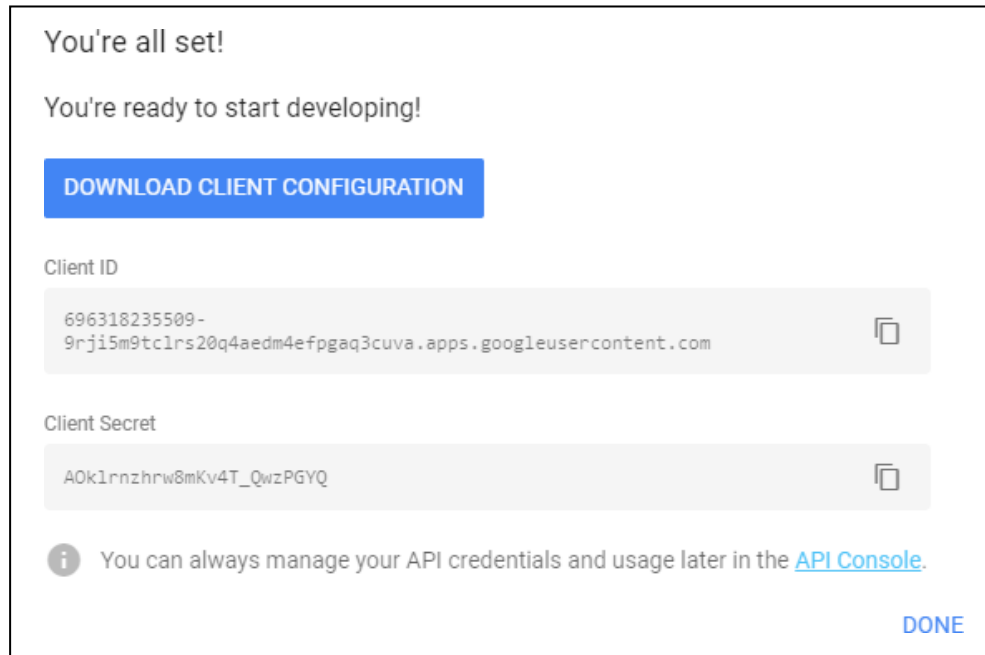 You're all set!
You're ready to start developing!
DOWNLOAD CLIENT CONFIGURATION
Client ID
696318235509-
9rji5m9tclrs20q4aedm4efpgaq3cuva.apps.googleusercontent.com
Client Secret
AOklrnzhrw8mKv4T_QwzPGYQ
You can always manage your API credentials and usage later in the API Console.
DONE